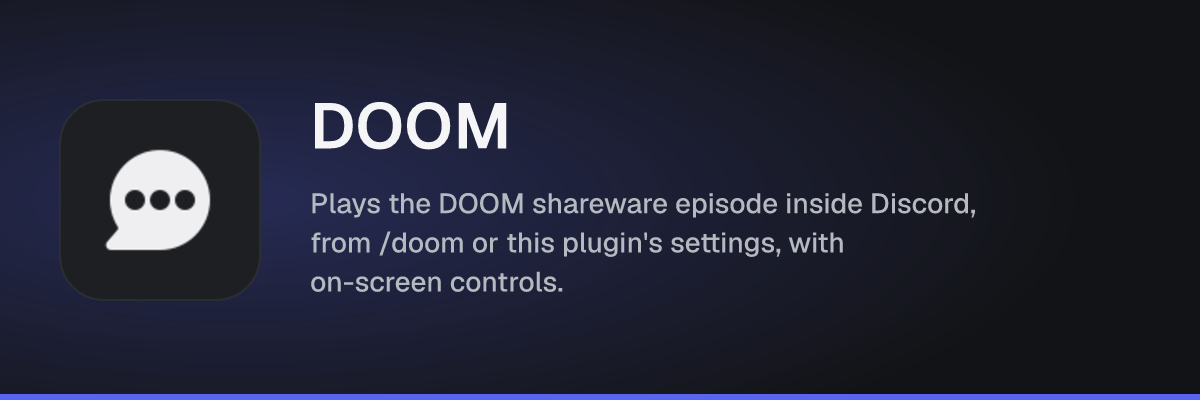 DOOM
Plays the DOOM shareware episode inside Discord,
from /doom or this plugin's settings, with
on-screen controls.